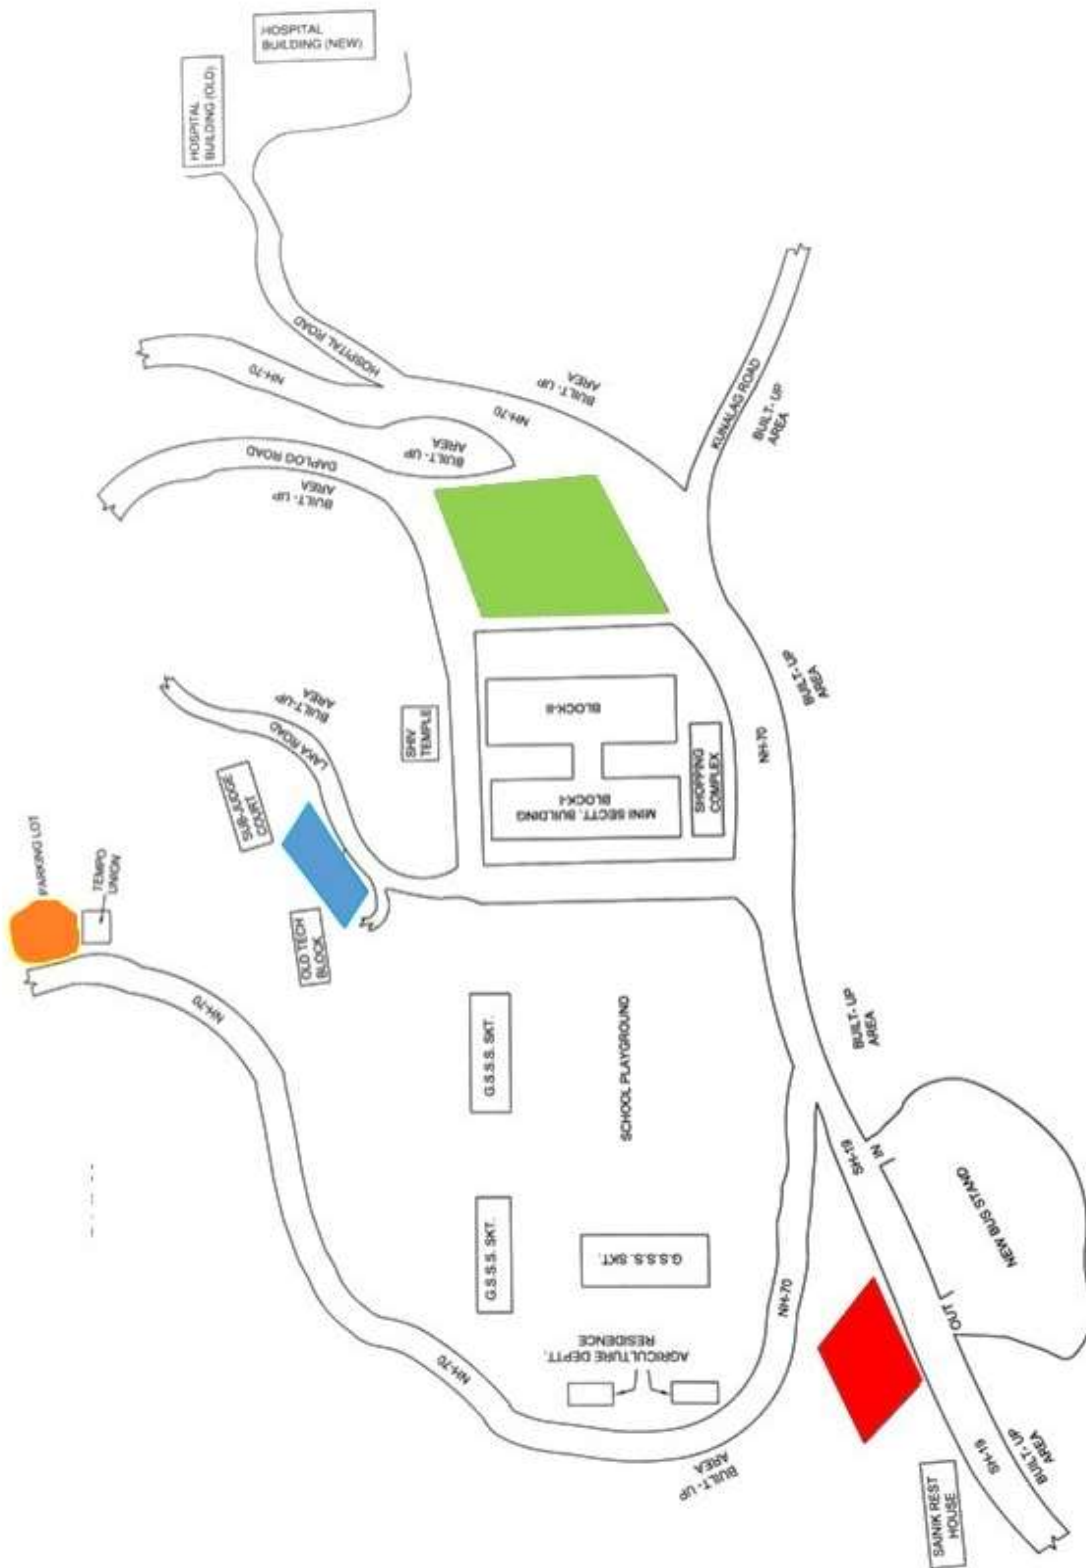 HOSPITAL
BUILDING (NEW)
HOSPITAL
BUILDING (OLD)
HOSPITAL ROAD
NH-70
DAPLOG ROAD
BUILT-UP
AREA
BUILT-UP
AREA
NH-70
BUILT-UP
AREA
KUNALAG ROAD
BUILT-UP
AREA
LAKA ROAD
BUILT-UP
AREA
SHIV
TEMPLE
SUB-JUDGE
COURT
OLD TECH
BLOCK
PARKING LOT
TEMPO
UNION
BLOCK-II
MINI SECTT. BUILDING
BLOCK-I
SHOPPING
COMPLEX
NH-70
BUILT-UP
AREA
NH-70
G.S.S.S. SKT.
SCHOOL PLAYGROUND
BUILT-UP
AREA
G.S.S.S. SKT.
G.S.S.S. SKT.
SH-19
IN
NEW BUS STAND
OUT
NH-70
NH-70
AGRICULTURE DEPTT.
RESIDENCE
BUILT-UP
AREA
SH-19
BUILT-UP
AREA
SAINIK REST
HOUSE